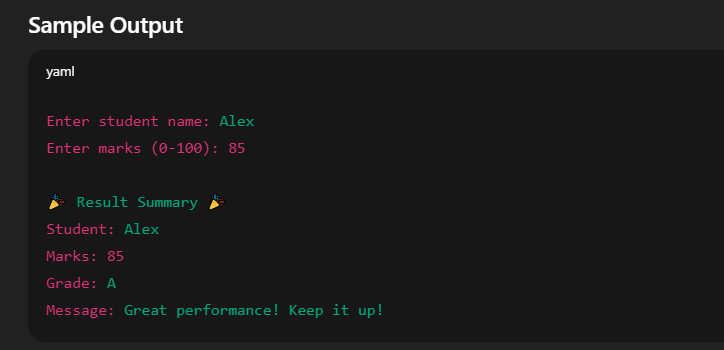 Sample Output
yaml
Enter student name: Alex
Enter marks (0-100): 85
🎉 Result Summary 🎉
Student: Alex
Marks: 85
Grade: A
Message: Great performance! Keep it up!